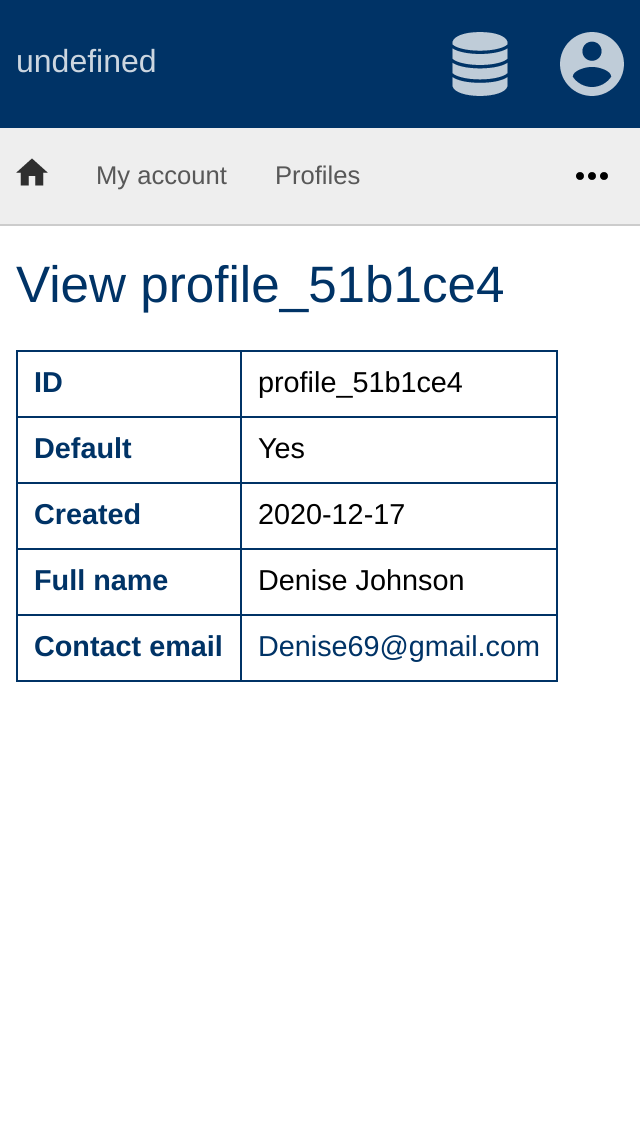 undefined
My account Profiles
View profile_51b1ce4
ID profile_51b1ce4
Default Yes
Created 2020-12-17
Full name Denise Johnson
Contact email Denise69@gmail.com